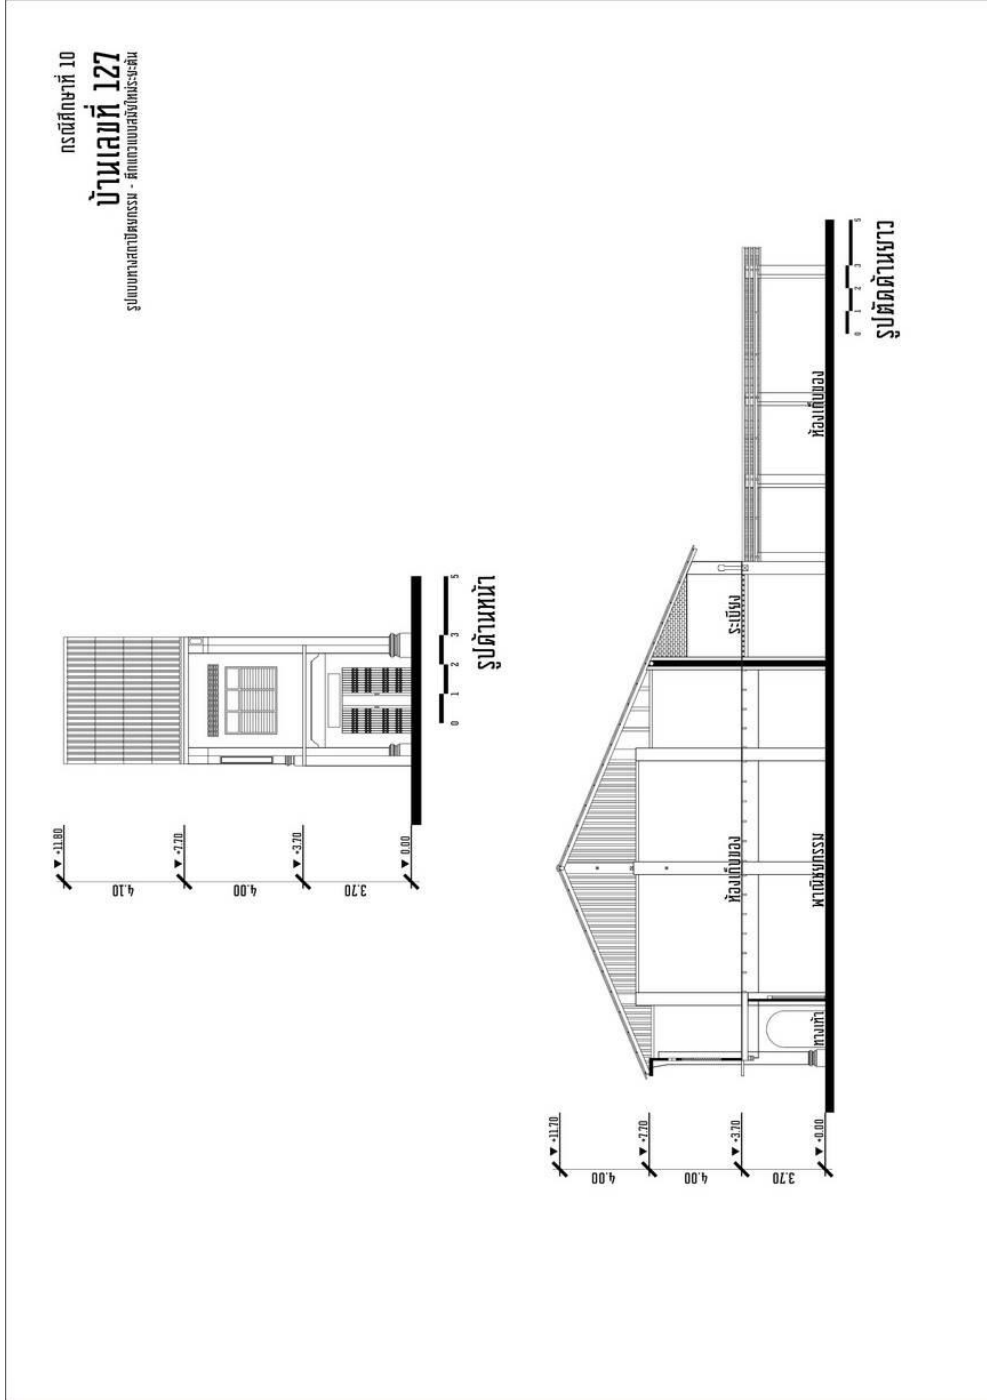 กรณีศึกษาที่ 10
บ้านเลขที่ 127
รูปแบบทางสถาปัตยกรรม - ตึกแถวแบบสมัยใหม่ระยะต้น
+11.80
+7.70
+3.70
0.00
4.10
4.00
3.70
0 1 2 3 5
รูปด้านหน้า
+11.70
+7.70
+3.70
+0.00
4.00
4.00
3.70
ห้องเก็บของ
ระเบียง
ทางเท้า
พาณิชยกรรม
ห้องเก็บของ
0 1 2 3 5
รูปตัดด้านยาว